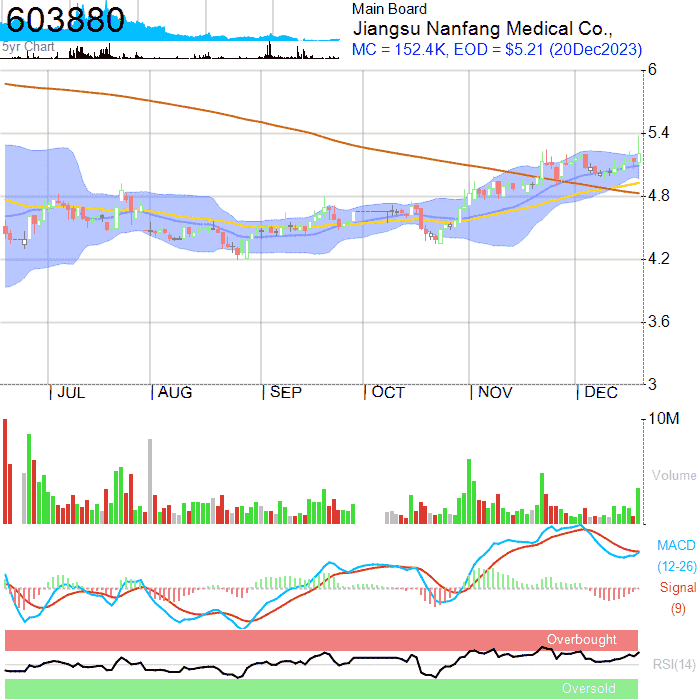 603880
5yr Chart
Main Board
Jiangsu Nanfang Medical Co.,
MC = 152.4K, EOD = $5.21 (20Dec2023)
6
5.4
4.8
4.2
3.6
3
JUL AUG SEP OCT NOV DEC
10M
Volume
MACD
(12-26)
Signal
(9)
Overbought
RSI(14)
Oversold